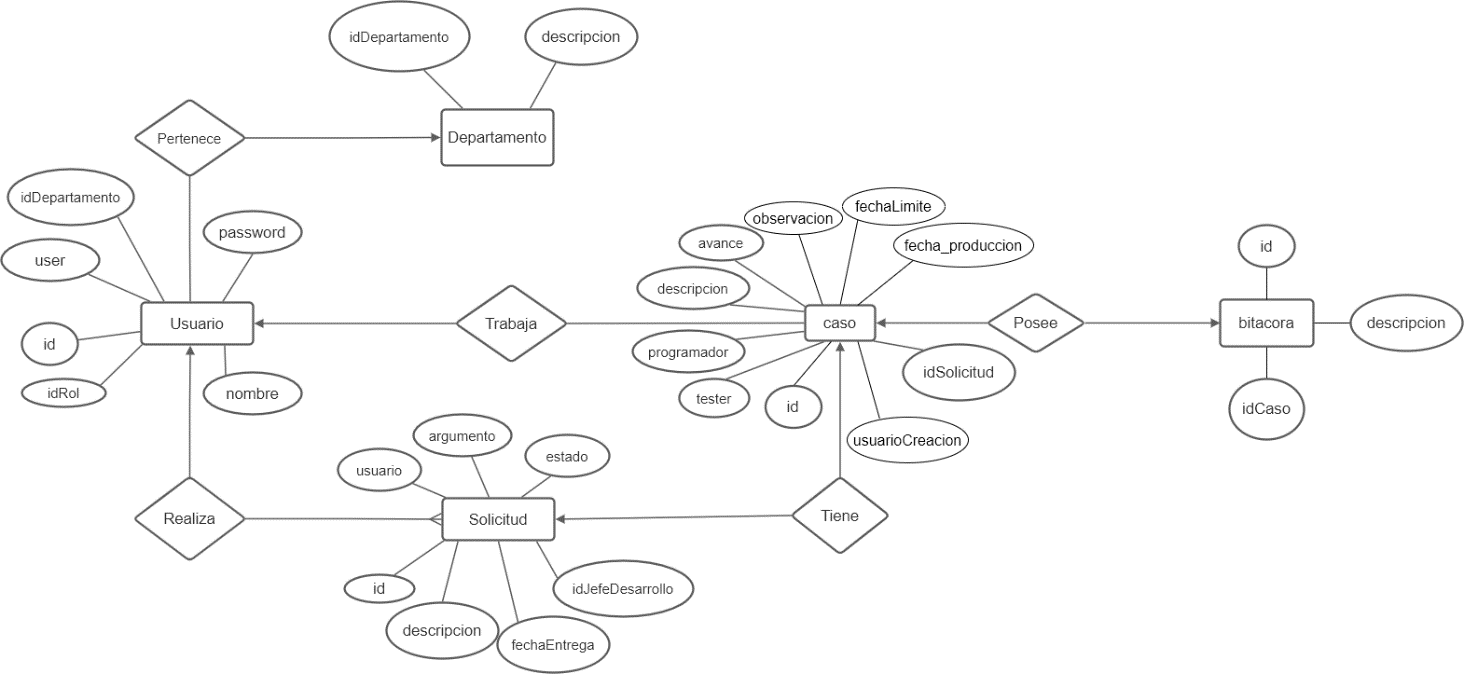 idDepartamento
descripcion
Pertenece
Departamento
idDepartamento
user
password
Usuario
id
idRol
nombre
Trabaja
observacion
fechaLimite
avance
fecha_produccion
descripcion
caso
programador
tester
id
idSolicitud
usuarioCreacion
Posee
id
bitacora
descripcion
idCaso
Realiza
argumento
usuario
estado
Solicitud
Tiene
id
idJefeDesarrollo
descripcion
fechaEntrega